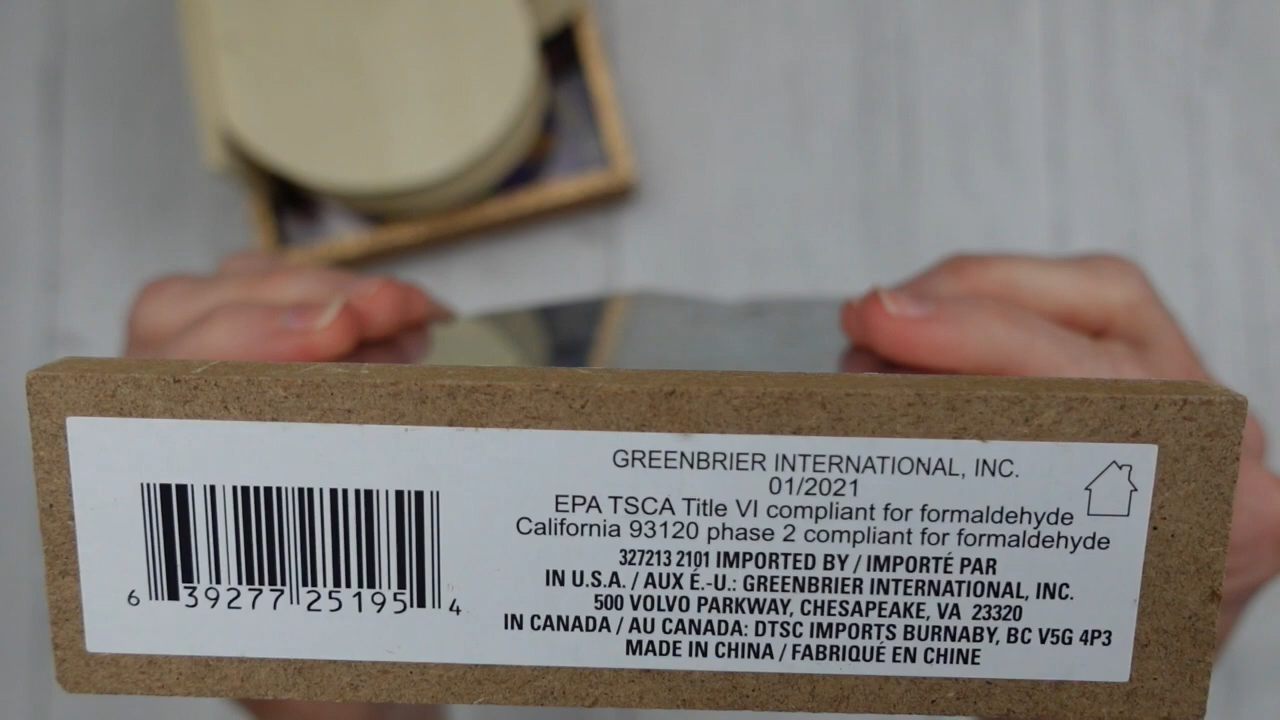 GREENBRIER INTERNATIONAL, INC.
01/2021
EPA TSCA Title VI compliant for formaldehyde
California 93120 phase 2 compliant for formaldehyde
327213 2101 IMPORTED BY / IMPORTÉ PAR
IN U.S.A. / AUX É.-U.: GREENBRIER INTERNATIONAL, INC.
500 VOLVO PARKWAY, CHESAPEAKE, VA 23320
IN CANADA / AU CANADA: DTSC IMPORTS BURNABY, BC V5G 4P3
MADE IN CHINA / FABRIQUÉ EN CHINE
6 39277 25195 4